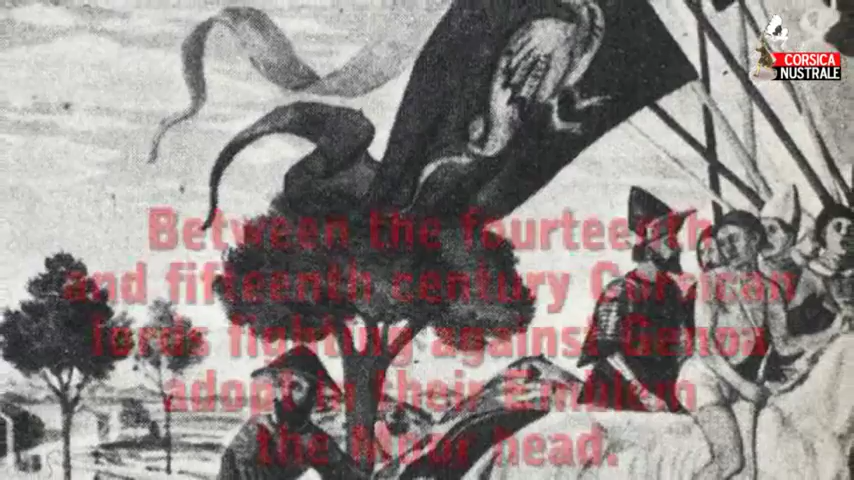 CORSICA
NUSTRALE
Between the fourteenth
and fifteenth century Corsican
lords fighting against Genoa
adopt in their Emblem
the Moor head.